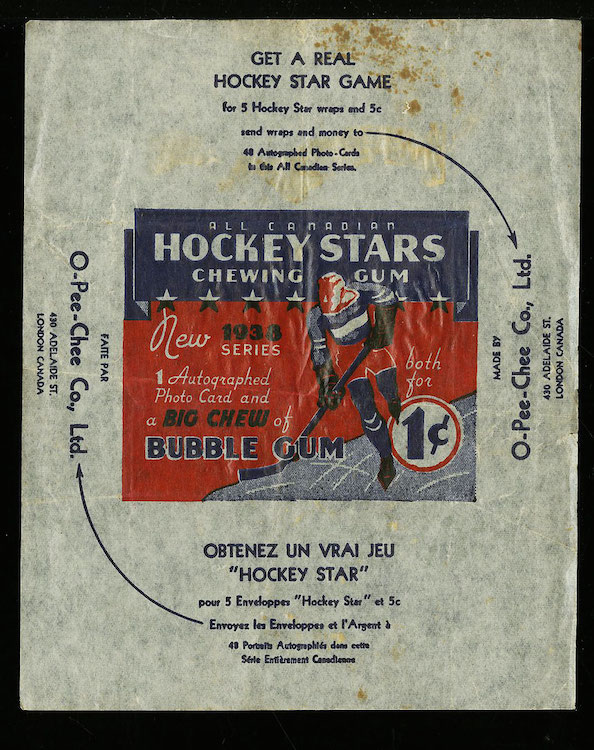 GET A REAL
HOCKEY STAR GAME
for 5 Hockey Star wraps and 5c
send wraps and money to
48 Autographed Photo-Cards
in this All Canadian Series.
ALL CANADIAN
HOCKEY STARS
CHEWING GUM
New 1938
SERIES
1 Autographed
Photo Card and
a BIG CHEW of
BUBBLE GUM
both
for
1¢
MADE BY
O-Pee-Chee Co., Ltd.
430 ADELAIDE ST.
LONDON CANADA
FAITE PAR
O-Pee-Chee Co., Ltd.
430 ADELAIDE ST.
LONDON CANADA
OBTENEZ UN VRAI JEU
"HOCKEY STAR"
pour 5 Enveloppes "Hockey Star" et 5c
Envoyez les Enveloppes et l'Argent à
48 Portraits Autographiés dans cette
Série Entièrement Canadienne